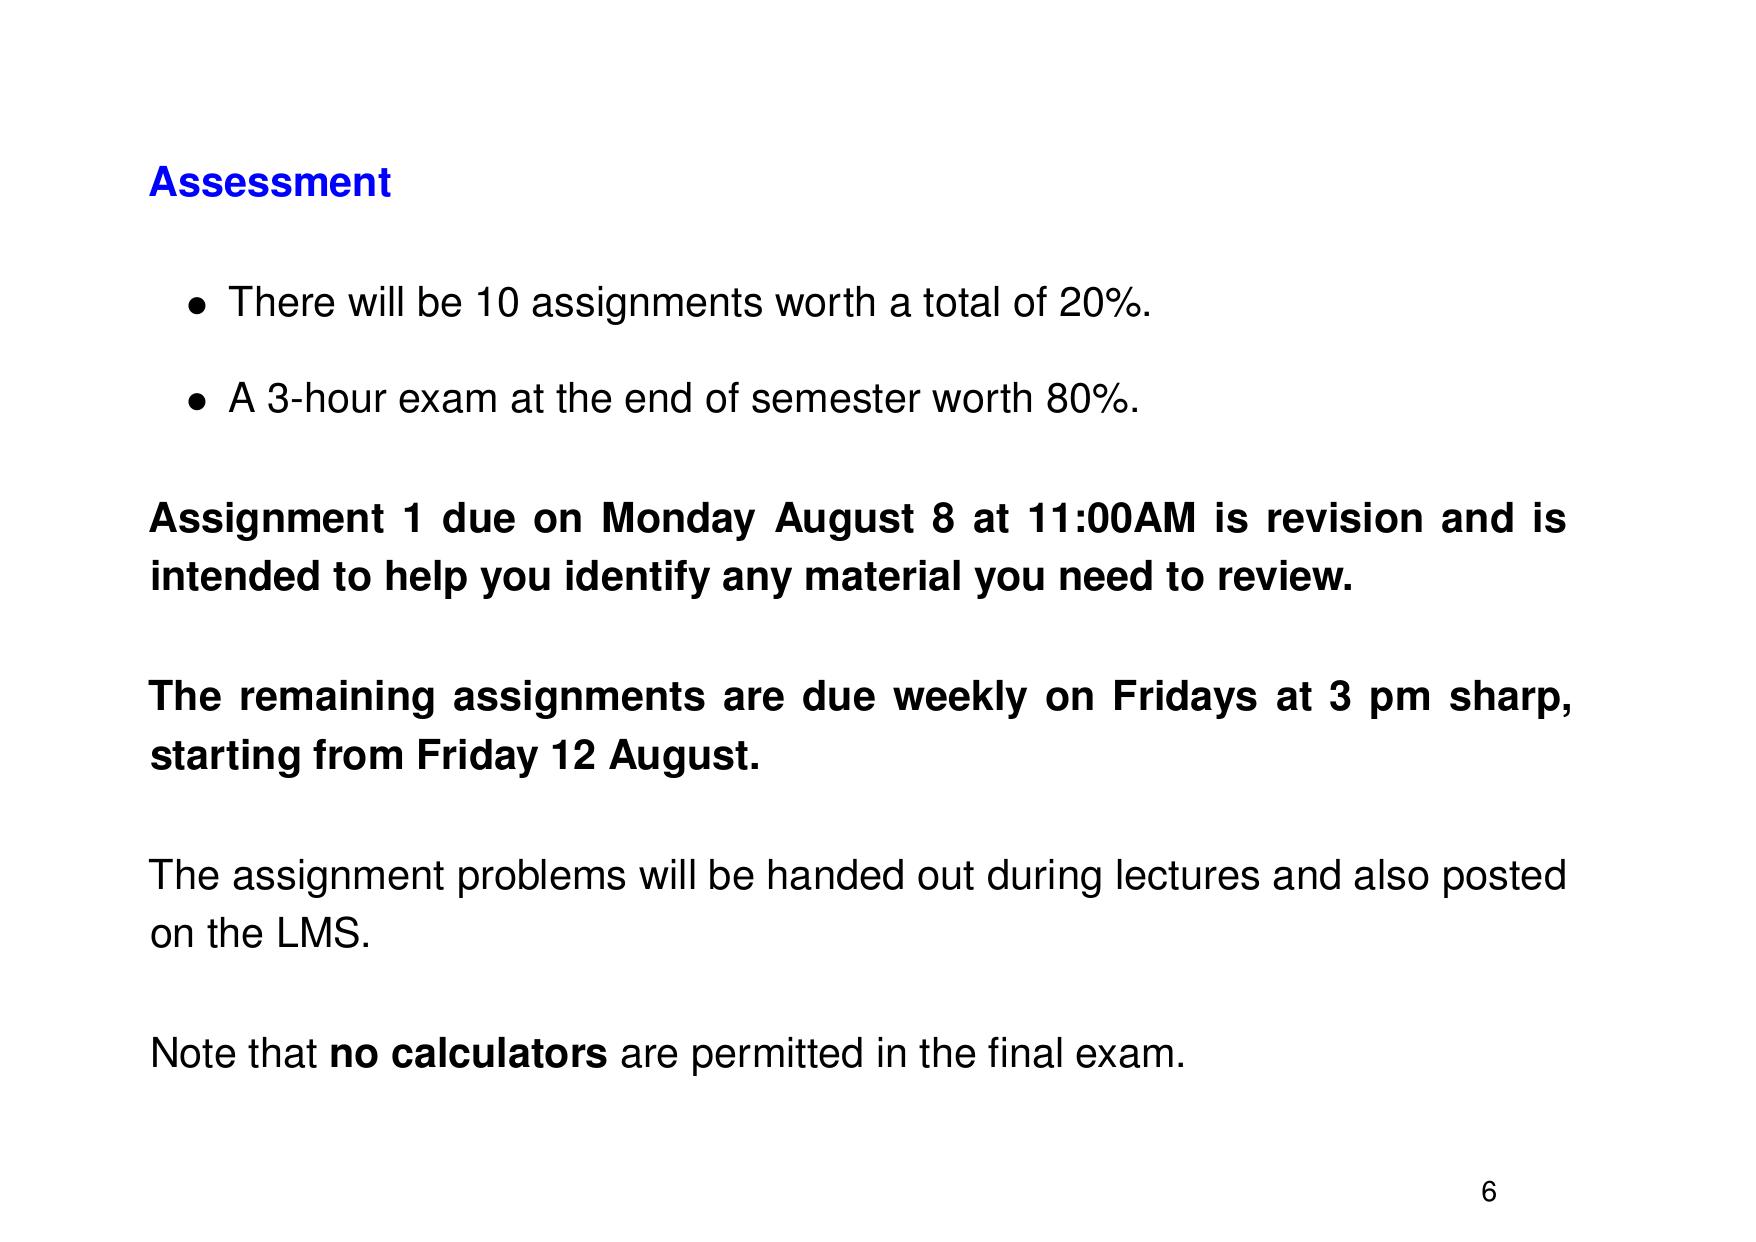 Assessment
• There will be 10 assignments worth a total of 20%.
• A 3-hour exam at the end of semester worth 80%.
Assignment 1 due on Monday August 8 at 11:00AM is revision and is
intended to help you identify any material you need to review.
The remaining assignments are due weekly on Fridays at 3 pm sharp,
starting from Friday 12 August.
The assignment problems will be handed out during lectures and also posted
on the LMS.
Note that no calculators are permitted in the final exam.
6